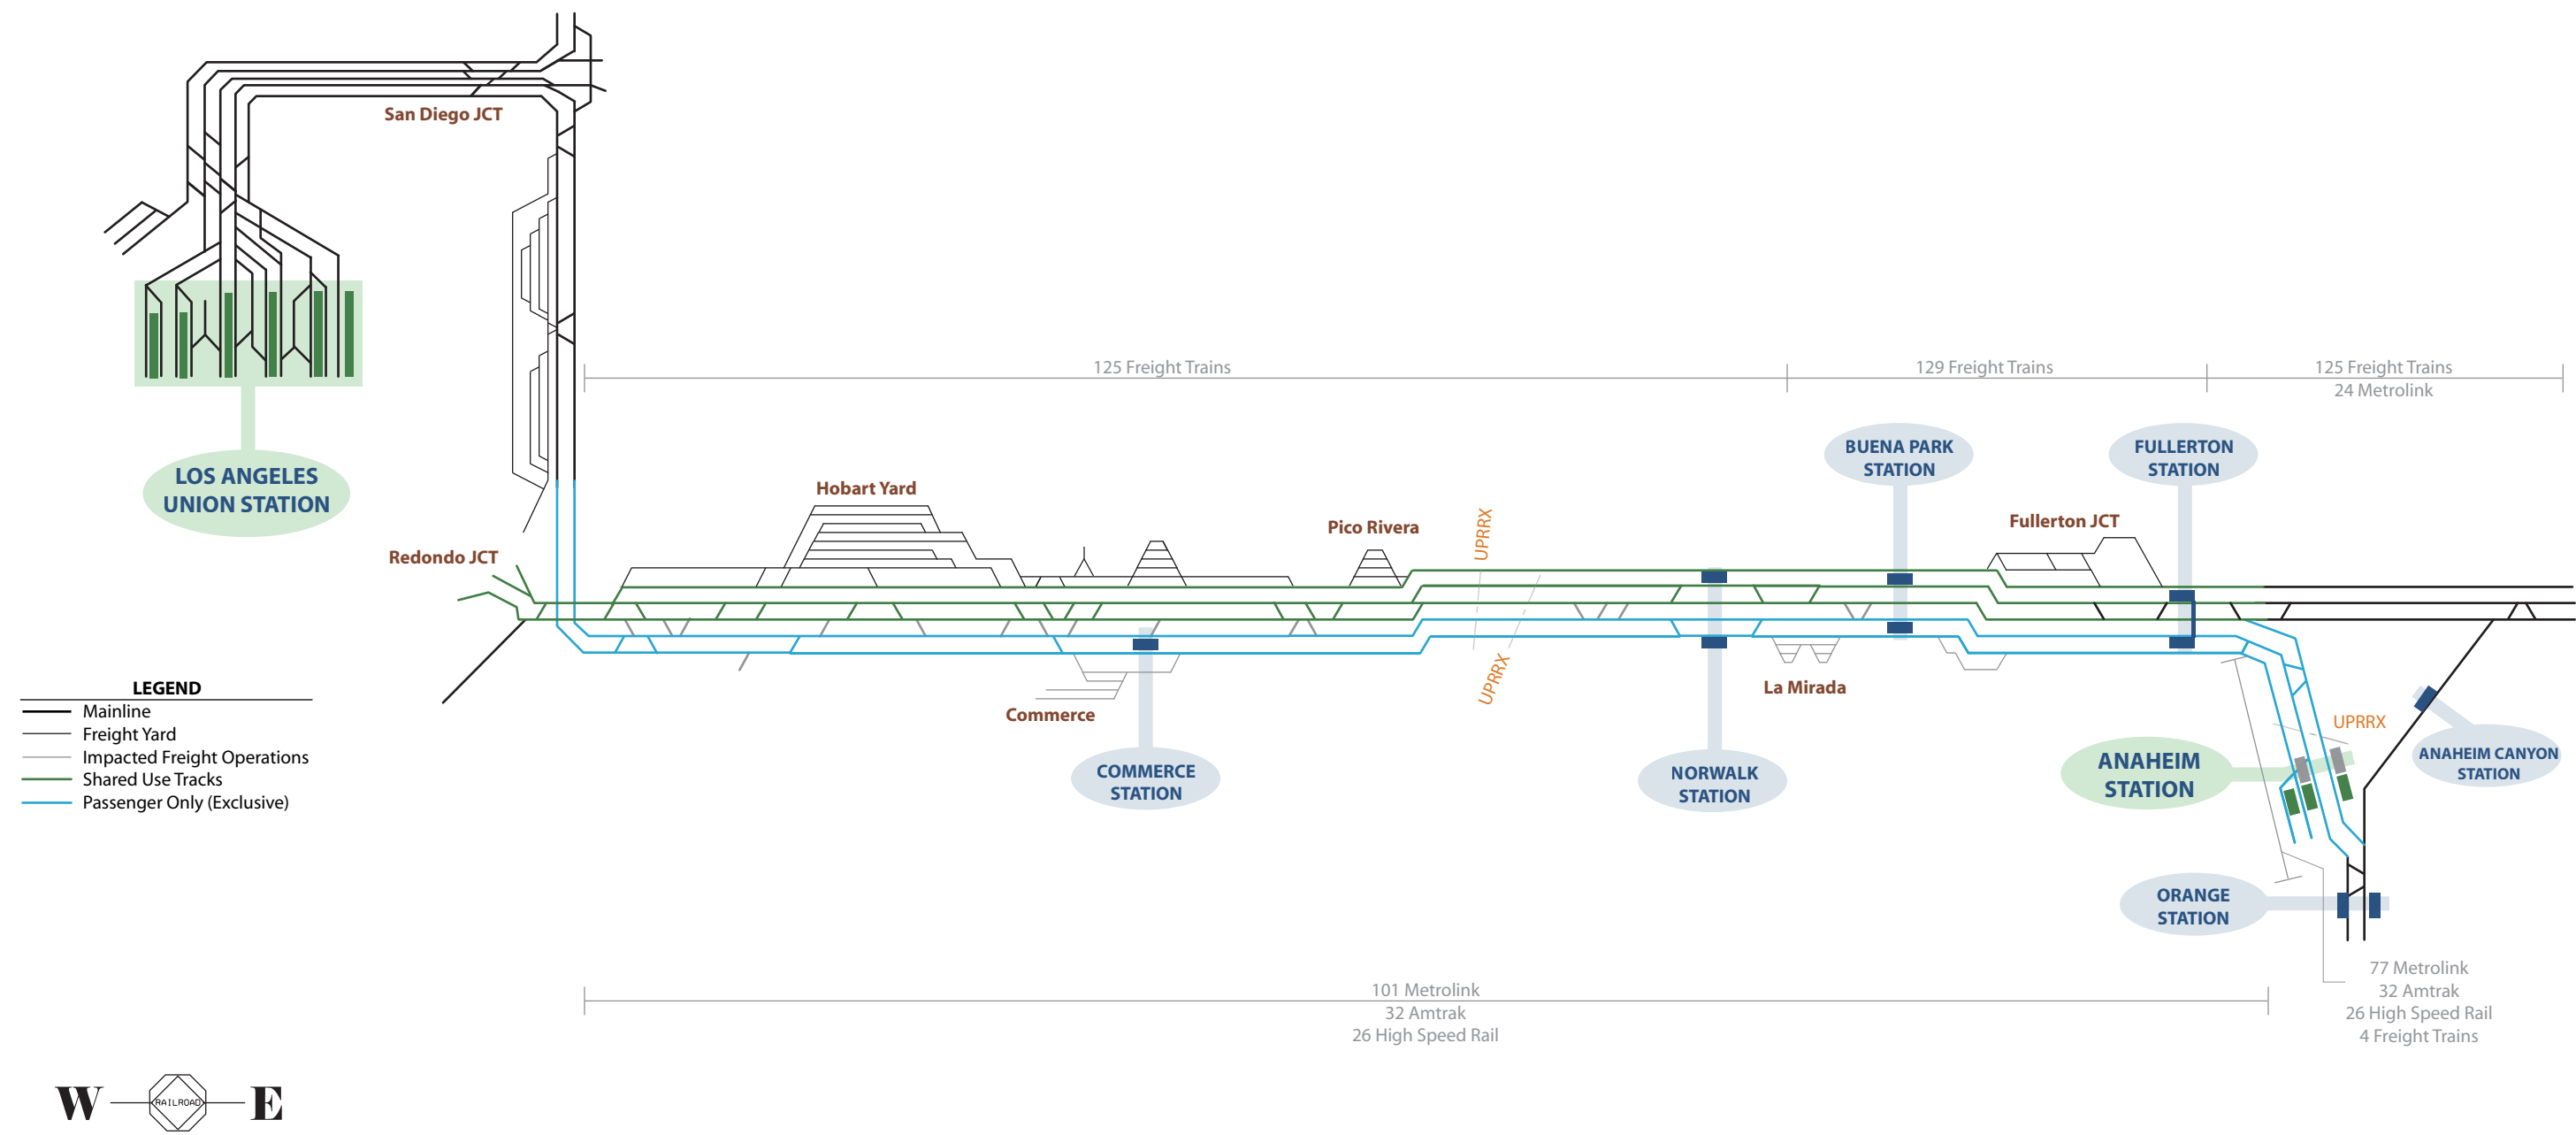 San Diego JCT
125 Freight Trains
129 Freight Trains
125 Freight Trains
24 Metrolink
LOS ANGELES
UNION STATION
BUENA PARK
STATION
FULLERTON
STATION
Hobart Yard
Pico Rivera
UPRRX
Fullerton JCT
Redondo JCT
UPRRX
La Mirada
Commerce
LEGEND
Mainline
Freight Yard
Impacted Freight Operations
Shared Use Tracks
Passenger Only (Exclusive)
COMMERCE
STATION
NORWALK
STATION
UPRRX
ANAHEIM
STATION
ANAHEIM CANYON
STATION
ORANGE
STATION
101 Metrolink
32 Amtrak
26 High Speed Rail
77 Metrolink
32 Amtrak
26 High Speed Rail
4 Freight Trains
W RAILROAD E